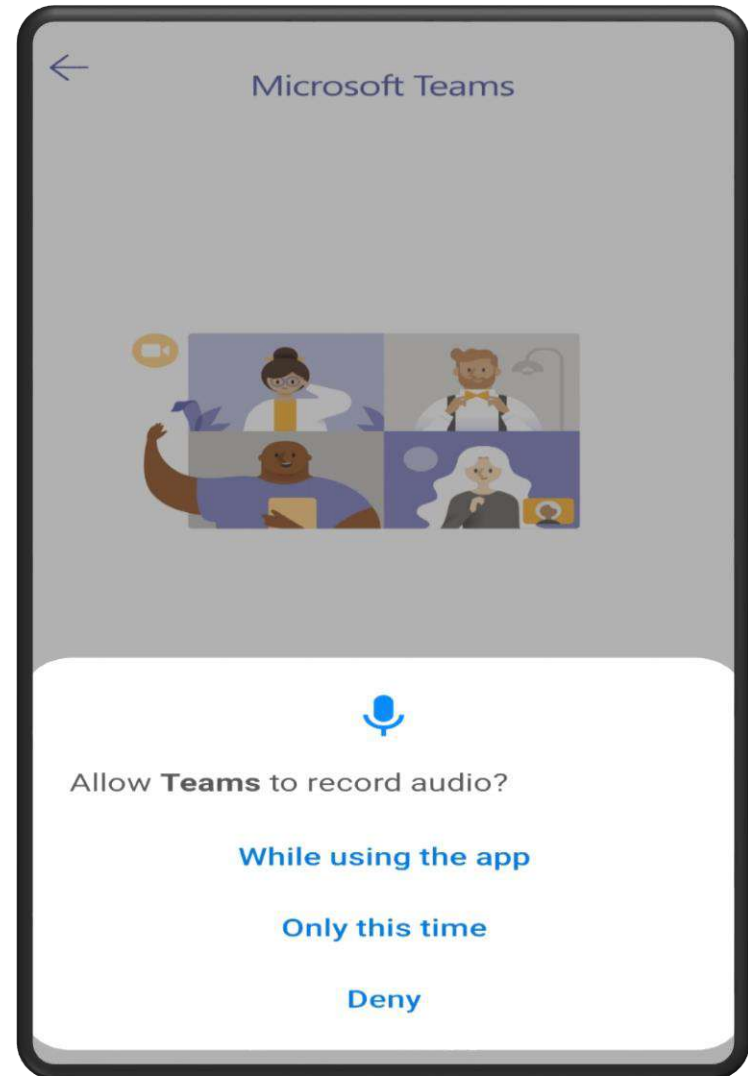 Microsoft Teams
Allow Teams to record audio?
While using the app
Only this time
Deny